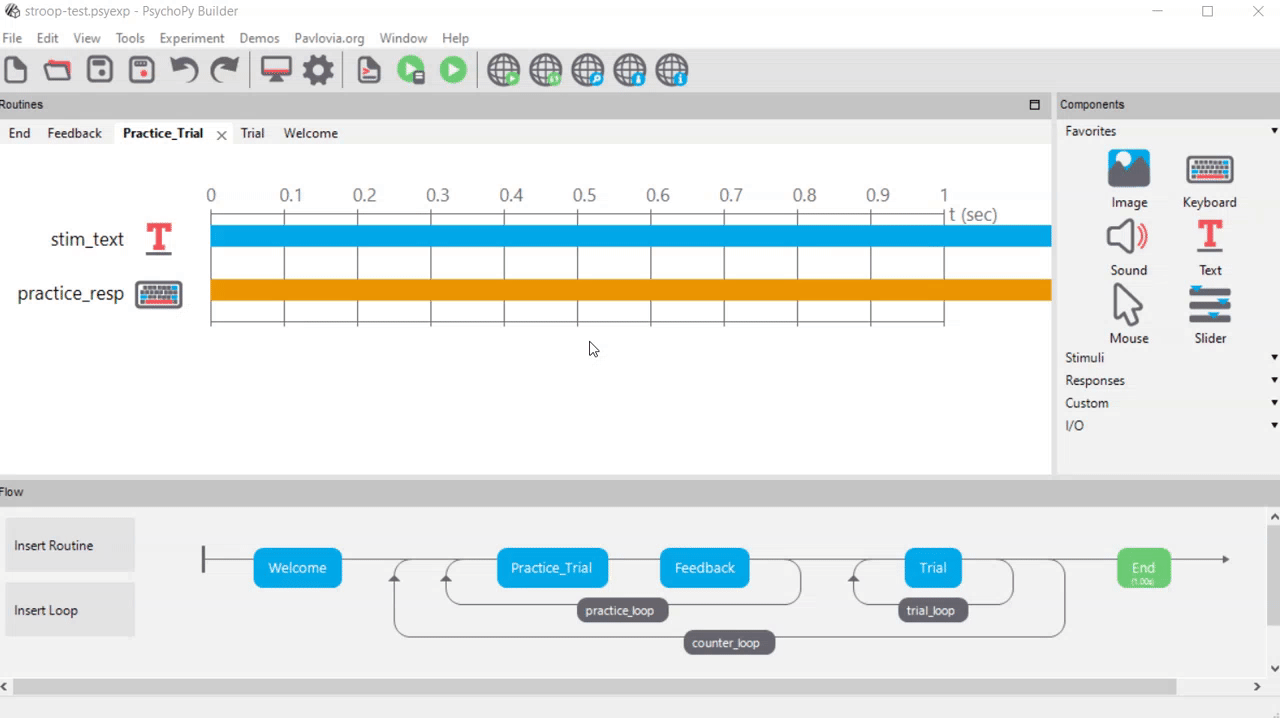 stroop-test.psyexp - PsychoPy Builder
File Edit View Tools Experiment Demos Pavlovia.org Window Help
Routines
End Feedback Practice_Trial Trial Welcome
0 0.1 0.2 0.3 0.4 0.5 0.6 0.7 0.8 0.9 1
t (sec)
stim_text
practice_resp
Components
Favorites
Image Keyboard
Sound Text
Mouse Slider
Stimuli
Responses
Custom
I/O
Flow
Insert Routine
Insert Loop
Welcome Practice_Trial Feedback Trial End
(1.00s)
practice_loop trial_loop
counter_loop